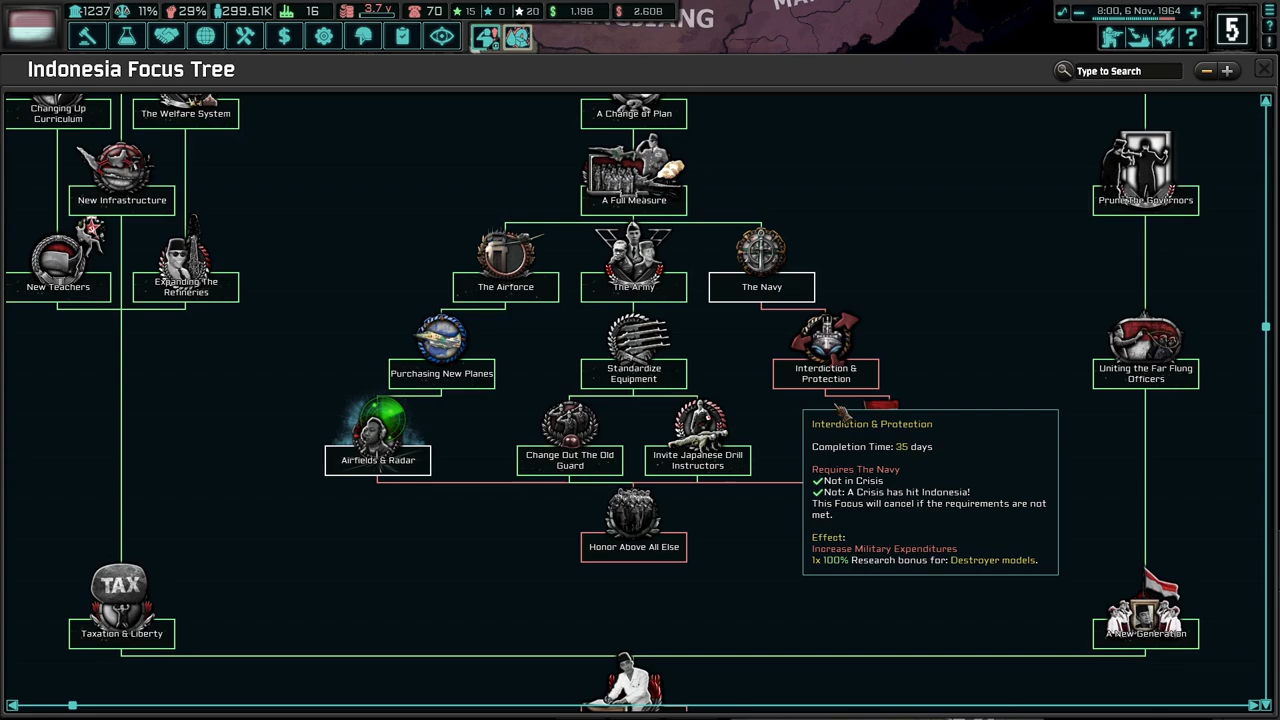 1237 11% 29% 299.61K 16 3.7 v 70 15 0 20 $ 1.19B $ 2.60B
8:00, 6 Nov, 1964
5
Indonesia Focus Tree
Type to Search
Changing Up
Curriculum
The Welfare System
A Change of Plan
New Infrastructure
A Full Measure
Prune The Governors
New Teachers
Expanding The
Refineries
The Airforce
The Army
The Navy
Purchasing New Planes
Standardize
Equipment
Interdiction &
Protection
Uniting the Far Flung
Officers
Airfields & Radar
Change Out The Old
Guard
Invite Japanese Drill
Instructors
Interdiction & Protection
Completion Time: 35 days
Requires The Navy
Not in Crisis
Not: A Crisis has hit Indonesia!
This Focus will cancel if the requirements are not
met.
Effect:
Increase Military Expenditures
1x 100% Research bonus for: Destroyer models.
Honor Above All Else
TAX
Taxation & Liberty
A New Generation